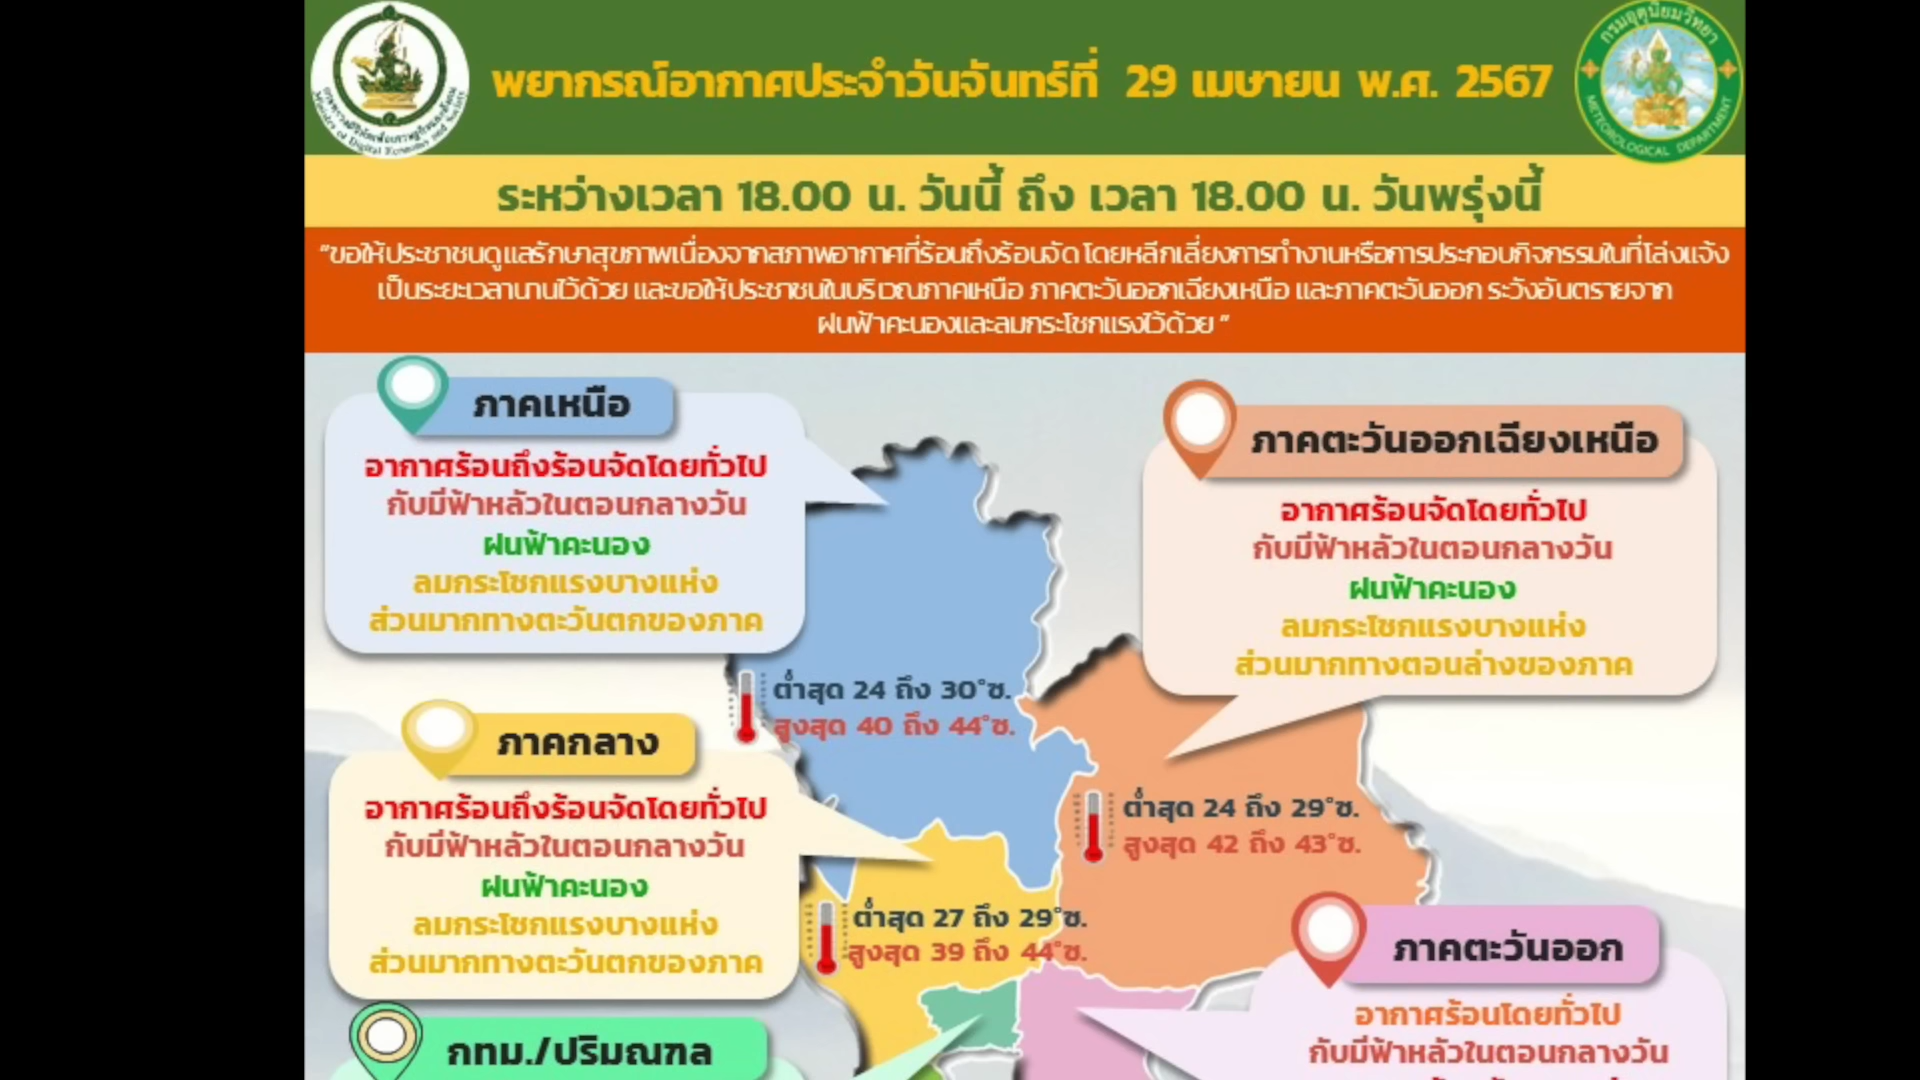 พยากรณ์อากาศประจำวันจันทร์ที่ 29 เมษายน พ.ศ. 2567
กรมอุตุนิยมวิทยา
METEOROLOGICAL DEPARTMENT
ระหว่างเวลา 18.00 น. วันนี้ ถึง เวลา 18.00 น. วันพรุ่งนี้
"ขอให้ประชาชนดูแลรักษาสุขภาพเนื่องจากสภาพอากาศที่ร้อนถึงร้อนจัด โดยหลีกเลี่ยงการทำงานหรือการประกอบกิจกรรมในที่โล่งแจ้ง
เป็นระยะเวลานานไว้ด้วย และขอให้ประชาชนในบริเวณภาคเหนือ ภาคตะวันออกเฉียงเหนือ และภาคตะวันออก ระวังอันตรายจาก
ฝนฟ้าคะนองและลมกระโชกแรงไว้ด้วย"
ภาคเหนือ
อากาศร้อนถึงร้อนจัดโดยทั่วไป
กับมีฟ้าหลัวในตอนกลางวัน
ฝนฟ้าคะนอง
ลมกระโชกแรงบางแห่ง
ส่วนมากทางตะวันตกของภาค
ต่ำสุด 24 ถึง 30°ซ.
สูงสุด 40 ถึง 44°ซ.
ภาคตะวันออกเฉียงเหนือ
อากาศร้อนจัดโดยทั่วไป
กับมีฟ้าหลัวในตอนกลางวัน
ฝนฟ้าคะนอง
ลมกระโชกแรงบางแห่ง
ส่วนมากทางตอนล่างของภาค
ต่ำสุด 24 ถึง 29°ซ.
สูงสุด 42 ถึง 43°ซ.
ภาคกลาง
อากาศร้อนถึงร้อนจัดโดยทั่วไป
กับมีฟ้าหลัวในตอนกลางวัน
ฝนฟ้าคะนอง
ลมกระโชกแรงบางแห่ง
ส่วนมากทางตะวันตกของภาค
ต่ำสุด 27 ถึง 29°ซ.
สูงสุด 39 ถึง 44°ซ.
ภาคตะวันออก
อากาศร้อนโดยทั่วไป
กับมีฟ้าหลัวในตอนกลางวัน
กทม./ปริมณฑล